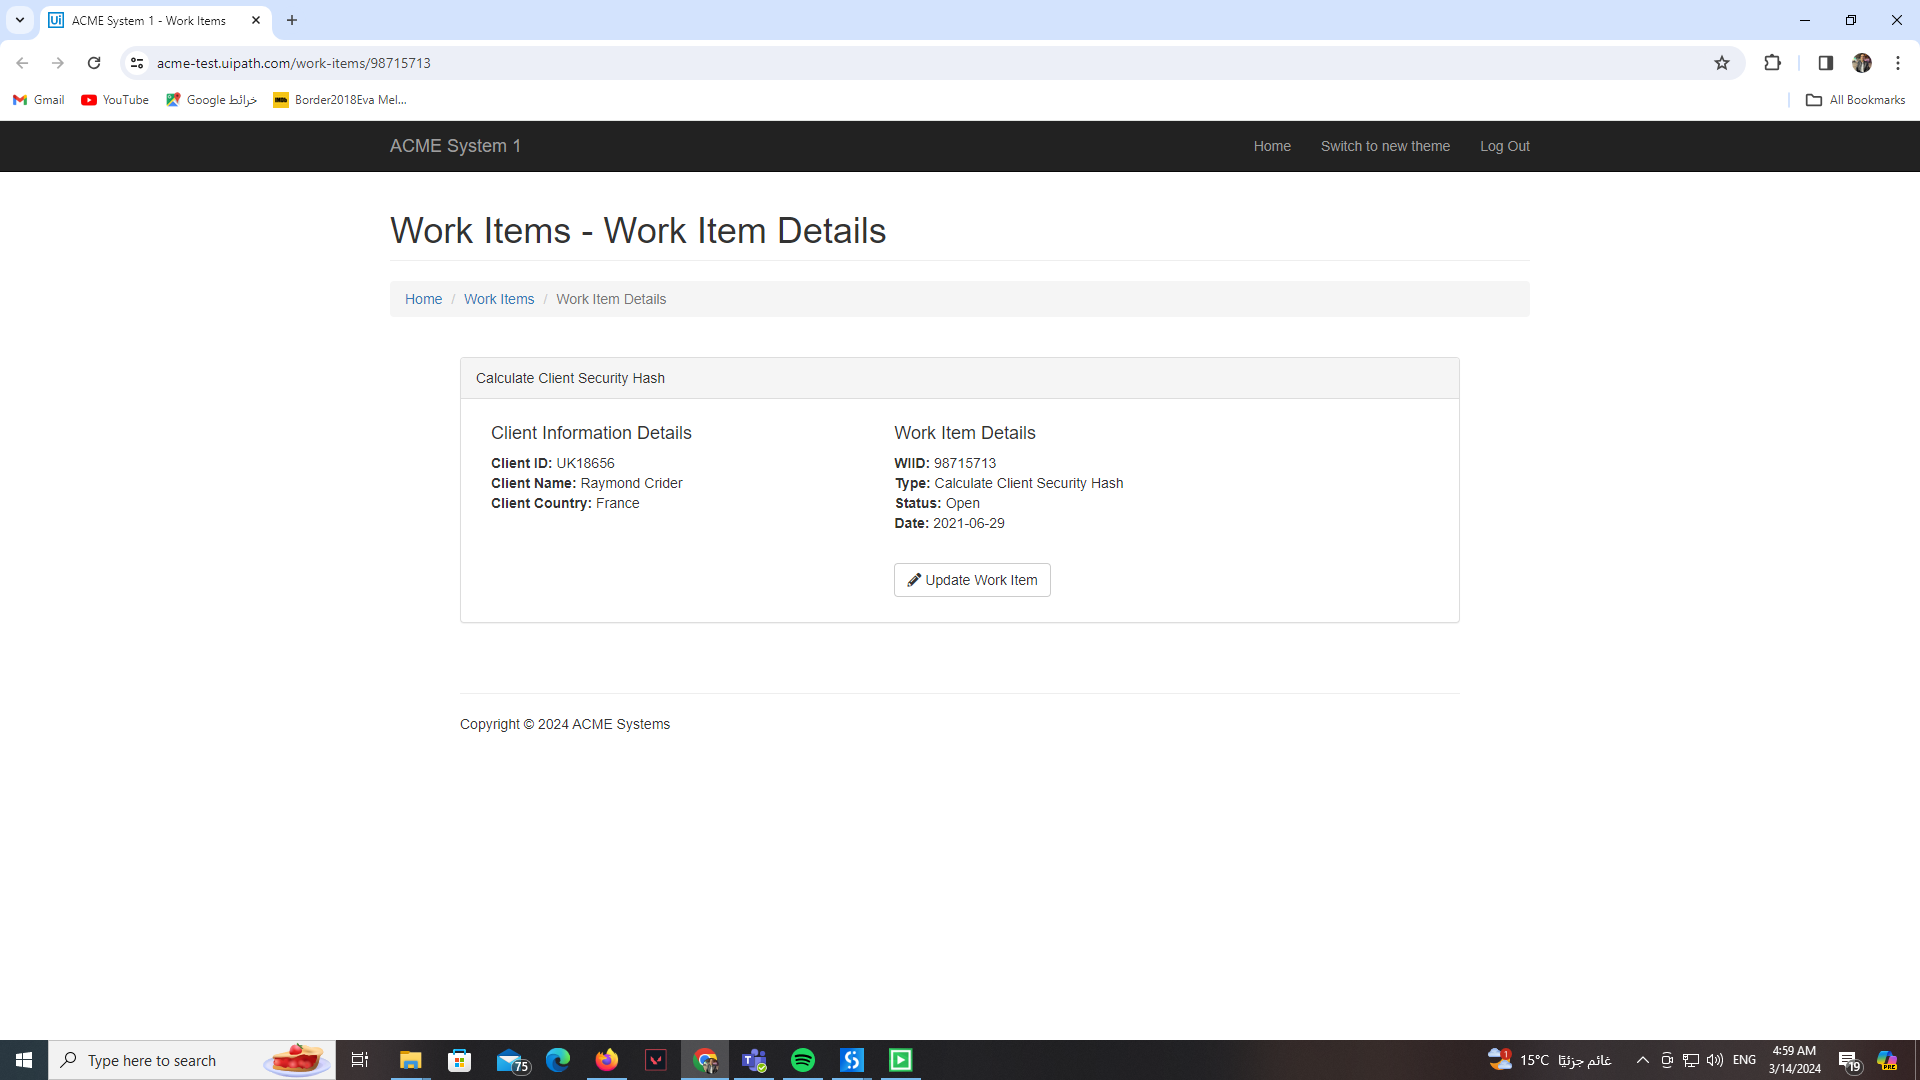 ACME System 1 - Work Items
acme-test.uipath.com/work-items/98715713
Gmail
YouTube
Google خرائط
Border2018Eva Mel...
All Bookmarks
ACME System 1
Home
Switch to new theme
Log Out
Work Items - Work Item Details
Home / Work Items / Work Item Details
Calculate Client Security Hash
Client Information Details
Client ID: UK18656
Client Name: Raymond Crider
Client Country: France
Work Item Details
WIID: 98715713
Type: Calculate Client Security Hash
Status: Open
Date: 2021-06-29
Update Work Item
Copyright © 2024 ACME Systems
Type here to search
75
1
15°C غائم جزئيًا
ENG
4:59 AM
3/14/2024
19
PRE